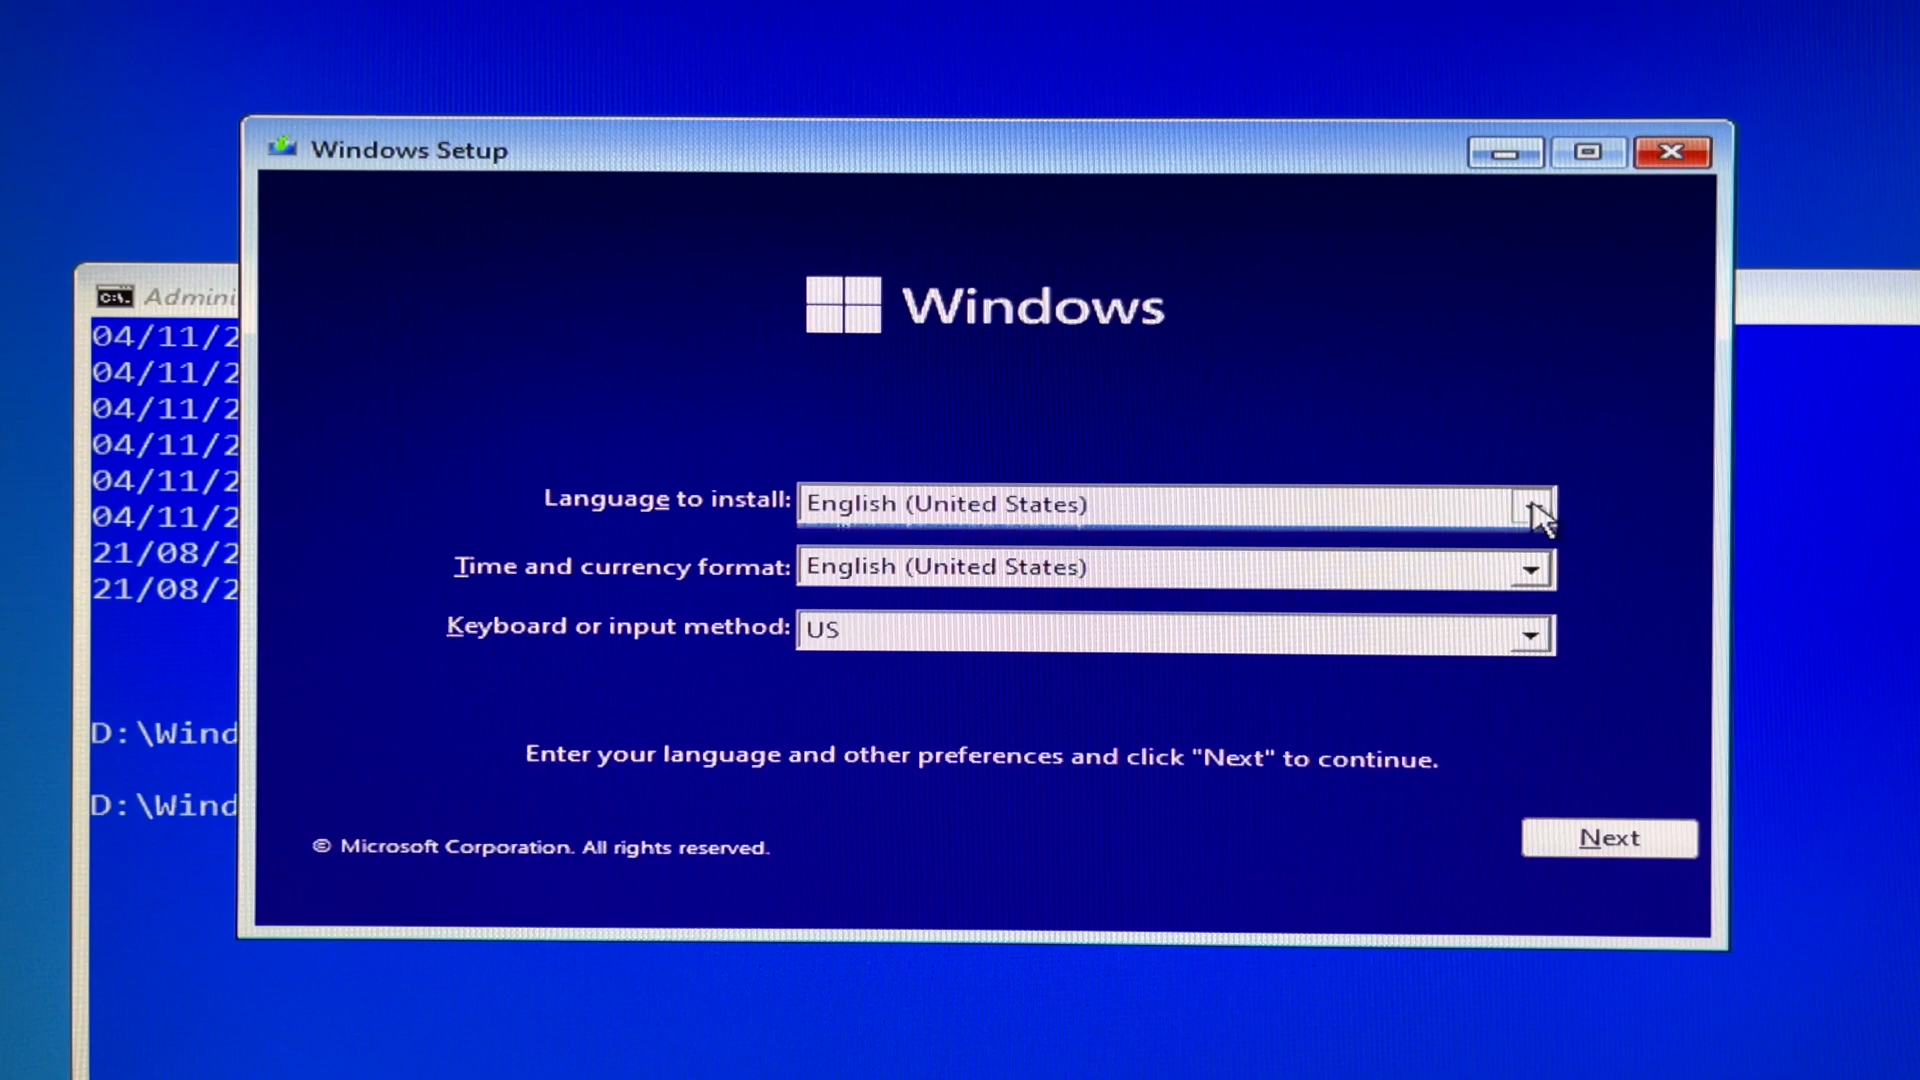 Windows Setup
C:\.
Admini
04/11/2
04/11/2
04/11/2
04/11/2
04/11/2
04/11/2
21/08/2
21/08/2
D:\Wind
D:\Wind
Windows
Language to install: English (United States)
Time and currency format: English (United States)
Keyboard or input method: US
Enter your language and other preferences and click "Next" to continue.
© Microsoft Corporation. All rights reserved.
Next